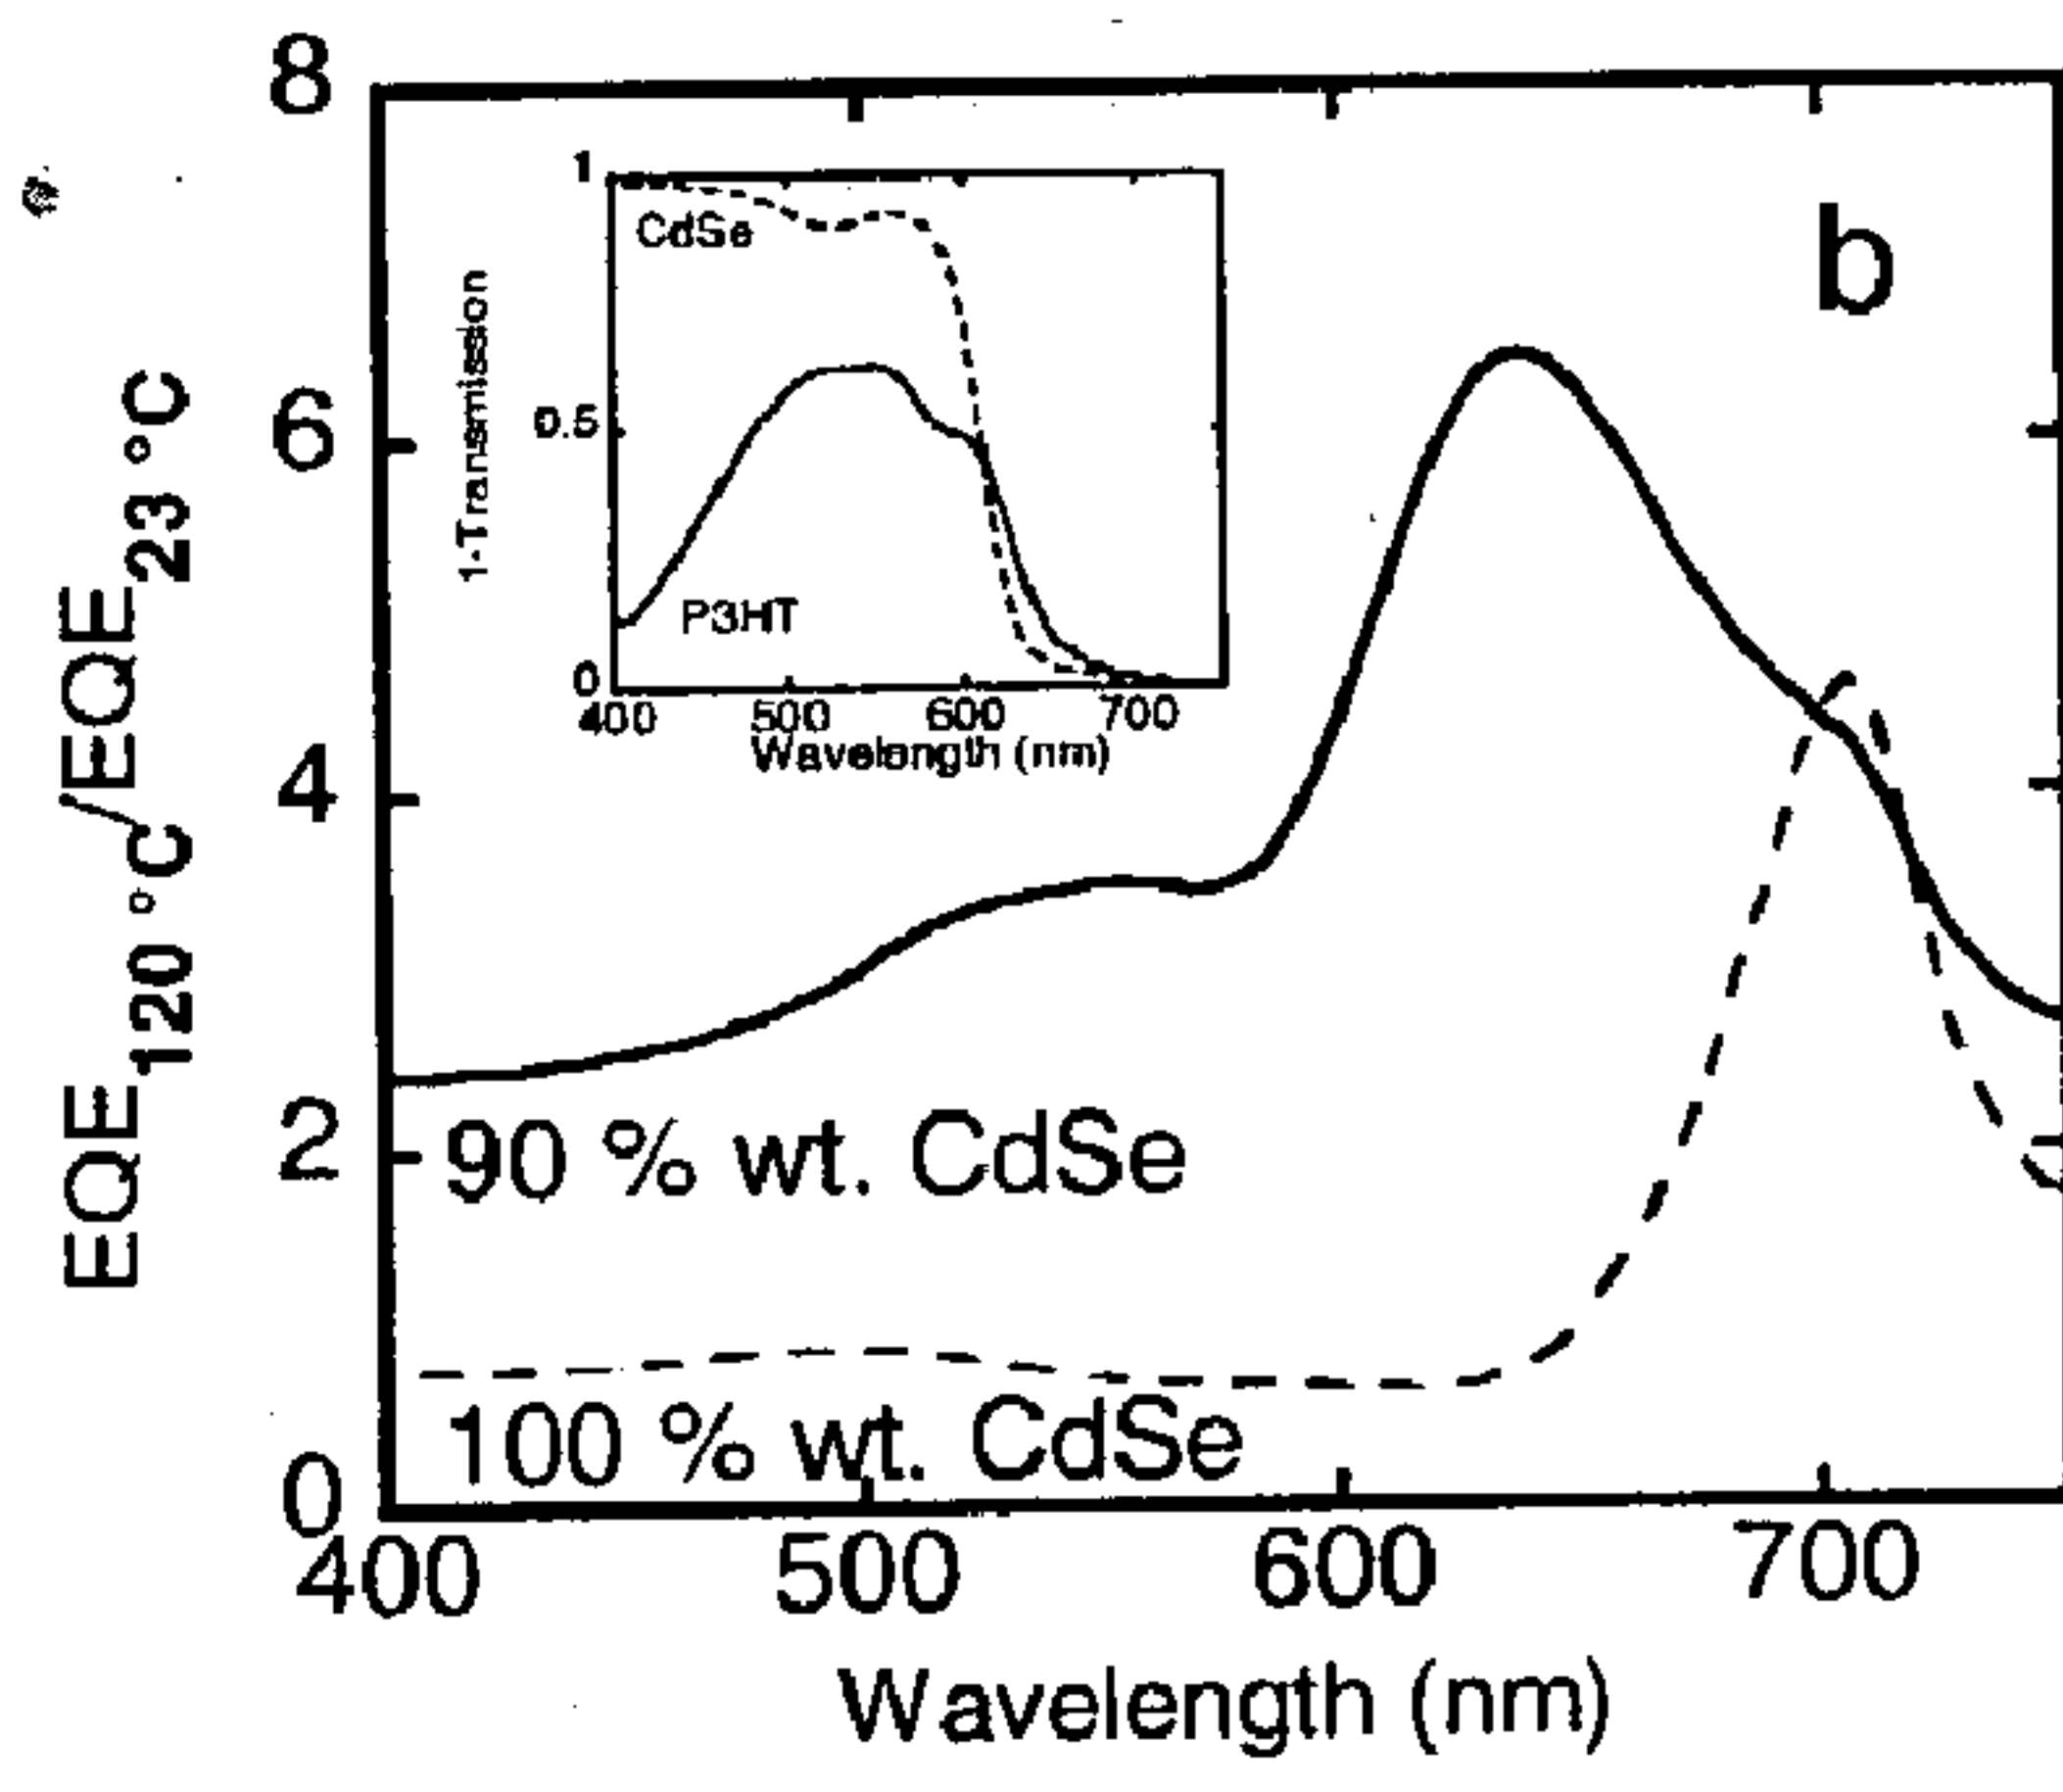 8
6
4
2
0
EQE120 °C/EQE23 °C
b
1
0.5
0
1-Transmission
CdSe
P3HT
400 500 600 700
Wavelength (nm)
90 % wt. CdSe
100 % wt. CdSe
400 500 600 700
Wavelength (nm)